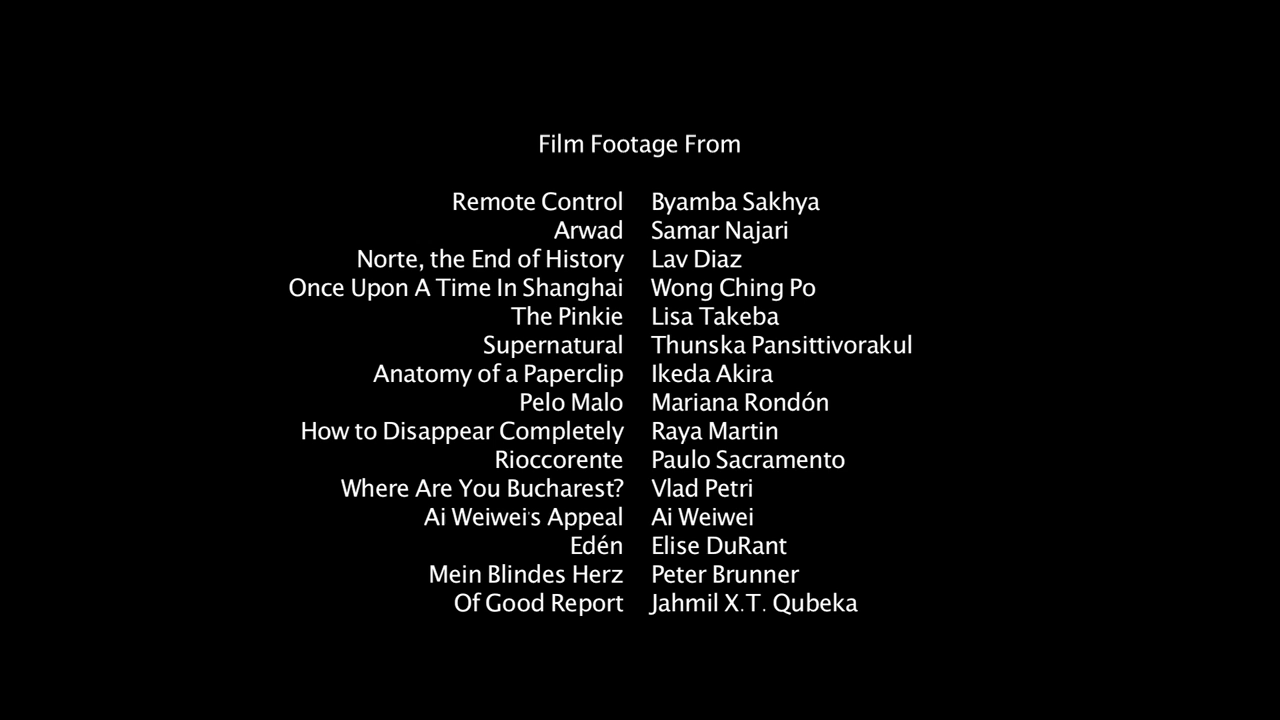 Film Footage From
Remote Control Byamba Sakhya
Arwad Samar Najari
Norte, the End of History Lav Diaz
Once Upon A Time In Shanghai Wong Ching Po
The Pinkie Lisa Takeba
Supernatural Thunska Pansittivorakul
Anatomy of a Paperclip Ikeda Akira
Pelo Malo Mariana Rondón
How to Disappear Completely Raya Martin
Rioccorente Paulo Sacramento
Where Are You Bucharest? Vlad Petri
Ai Weiwei's Appeal Ai Weiwei
Edén Elise DuRant
Mein Blindes Herz Peter Brunner
Of Good Report Jahmil X.T. Qubeka